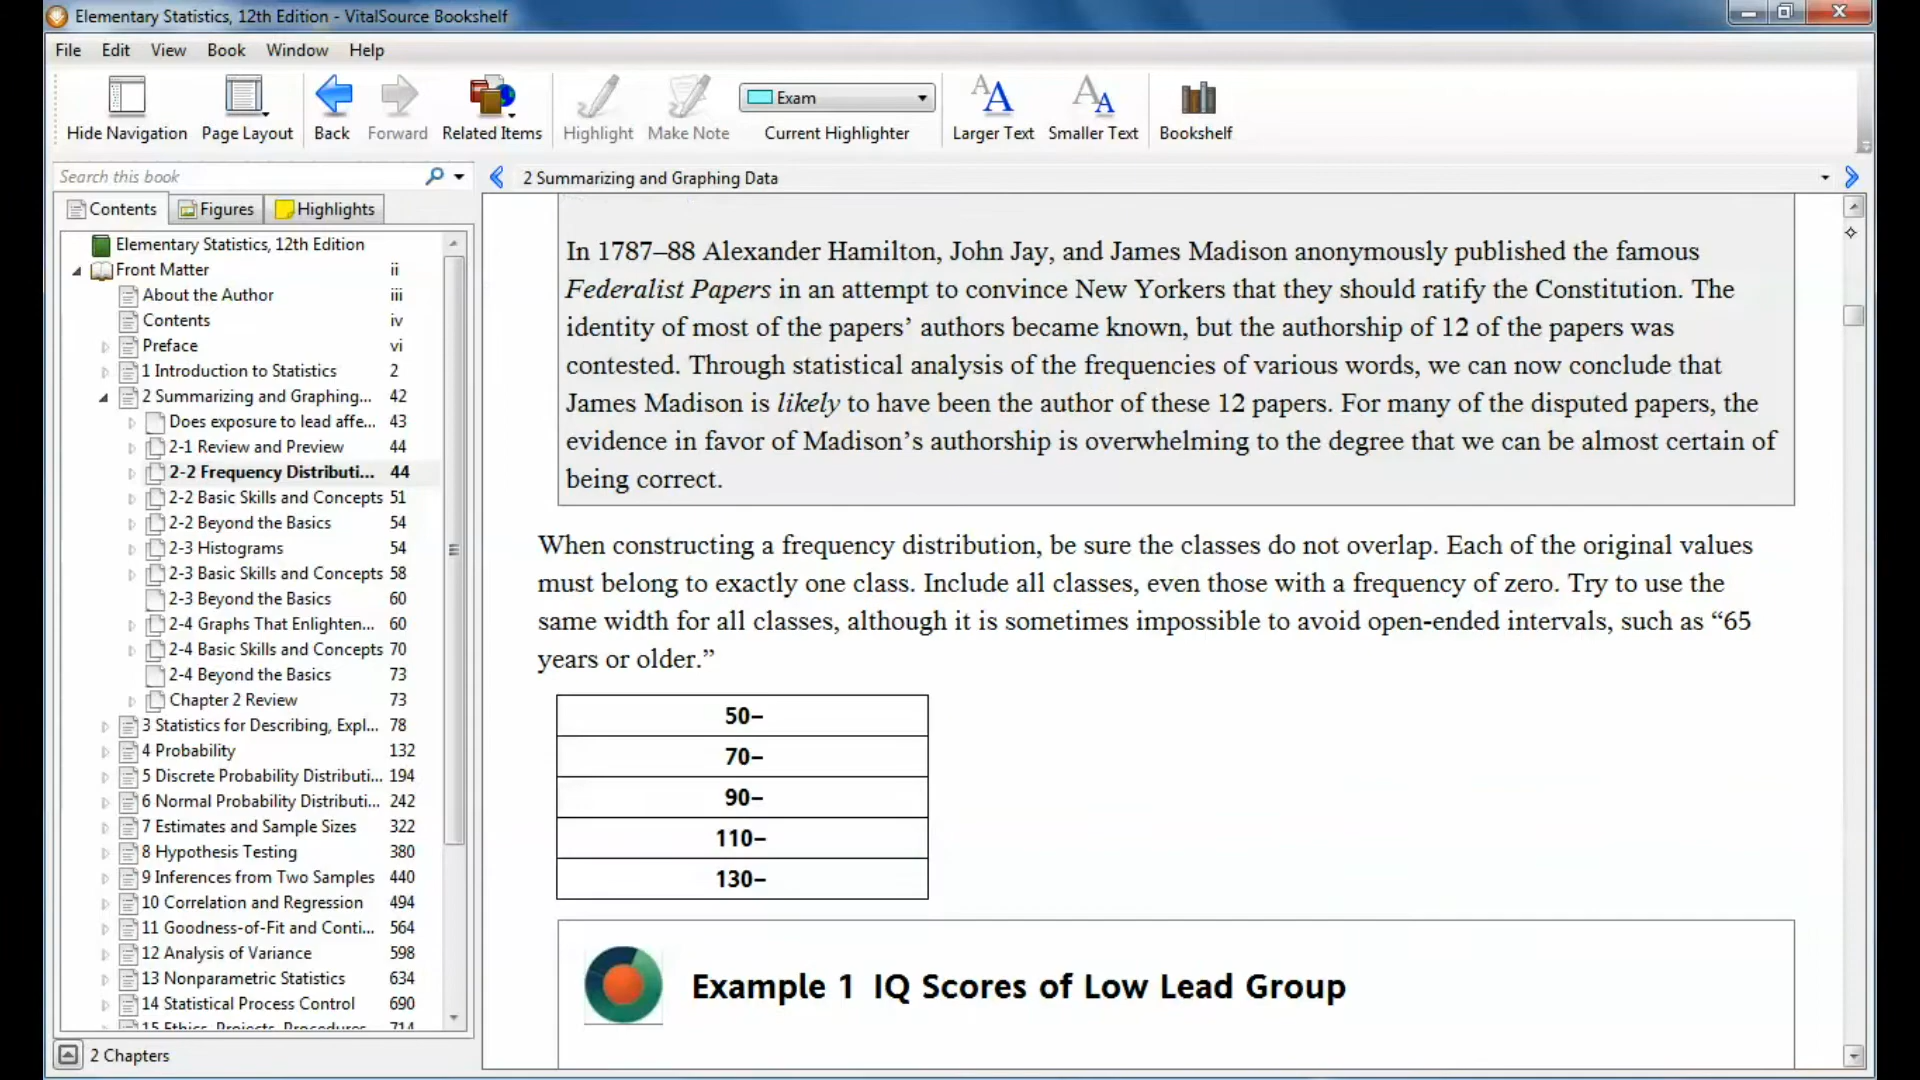 Elementary Statistics, 12th Edition - VitalSource Bookshelf
File Edit View Book Window Help
Hide Navigation Page Layout Back Forward Related Items Highlight Make Note Exam Current Highlighter Larger Text Smaller Text Bookshelf
Search this book
2 Summarizing and Graphing Data
Contents Figures Highlights
Elementary Statistics, 12th Edition
Front Matter ii
About the Author iii
Contents iv
Preface vi
1 Introduction to Statistics 2
2 Summarizing and Graphing... 42
Does exposure to lead affe... 43
2-1 Review and Preview 44
2-2 Frequency Distributi... 44
2-2 Basic Skills and Concepts 51
2-2 Beyond the Basics 54
2-3 Histograms 54
2-3 Basic Skills and Concepts 58
2-3 Beyond the Basics 60
2-4 Graphs That Enlighten... 60
2-4 Basic Skills and Concepts 70
2-4 Beyond the Basics 73
Chapter 2 Review 73
3 Statistics for Describing, Expl... 78
4 Probability 132
5 Discrete Probability Distributi... 194
6 Normal Probability Distributi... 242
7 Estimates and Sample Sizes 322
8 Hypothesis Testing 380
9 Inferences from Two Samples 440
10 Correlation and Regression 494
11 Goodness-of-Fit and Conti... 564
12 Analysis of Variance 598
13 Nonparametric Statistics 634
14 Statistical Process Control 690
15 Ethics, Projects, Procedures... 714
2 Chapters
In 1787–88 Alexander Hamilton, John Jay, and James Madison anonymously published the famous
Federalist Papers in an attempt to convince New Yorkers that they should ratify the Constitution. The
identity of most of the papers’ authors became known, but the authorship of 12 of the papers was
contested. Through statistical analysis of the frequencies of various words, we can now conclude that
James Madison is likely to have been the author of these 12 papers. For many of the disputed papers, the
evidence in favor of Madison’s authorship is overwhelming to the degree that we can be almost certain of
being correct.
When constructing a frequency distribution, be sure the classes do not overlap. Each of the original values
must belong to exactly one class. Include all classes, even those with a frequency of zero. Try to use the
same width for all classes, although it is sometimes impossible to avoid open-ended intervals, such as “65
years or older.”
50–
70–
90–
110–
130–
Example 1 IQ Scores of Low Lead Group